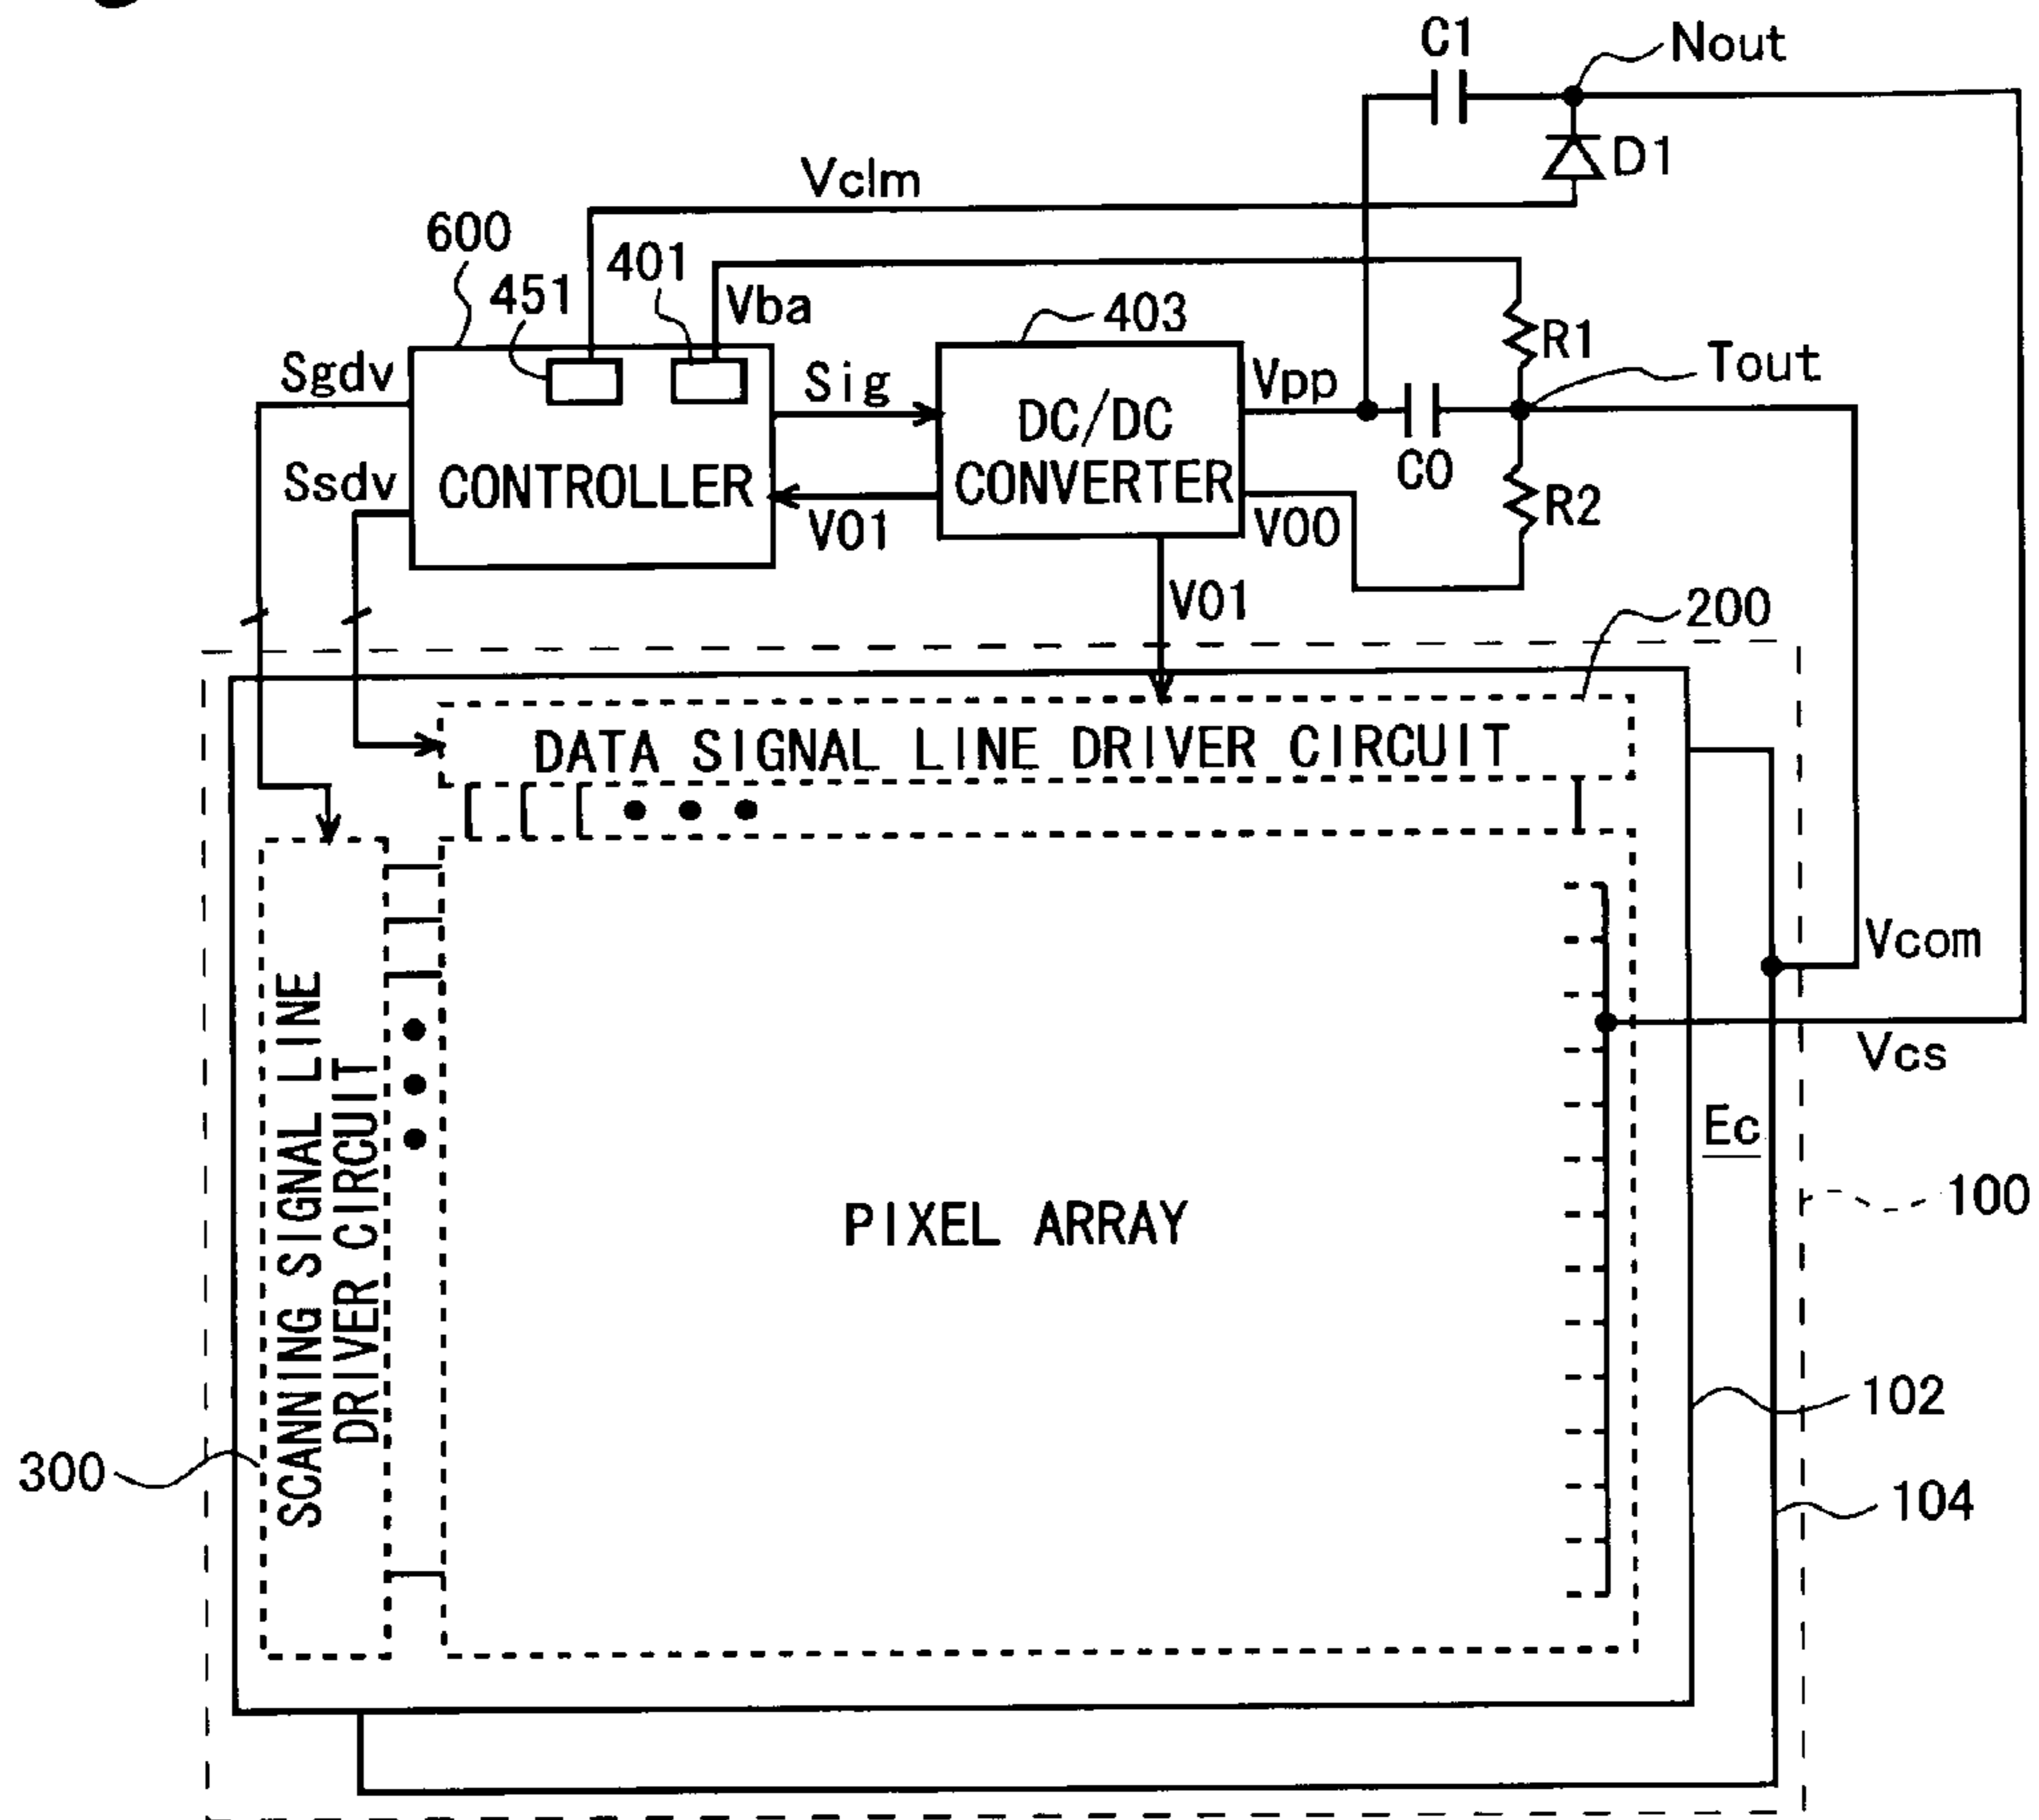 C1
Nout
D1
Vclm
600
451
401
Vba
403
R1
Tout
Sgdv
Sig
Vpp
DC/DC
CONVERTER
C0
Ssdv
CONTROLLER
V01
V00
R2
V01
200
DATA SIGNAL LINE DRIVER CIRCUIT
Vcom
Vcs
SCANNING SIGNAL LINE
DRIVER CIRCUIT
Ec
PIXEL ARRAY
100
102
300
104